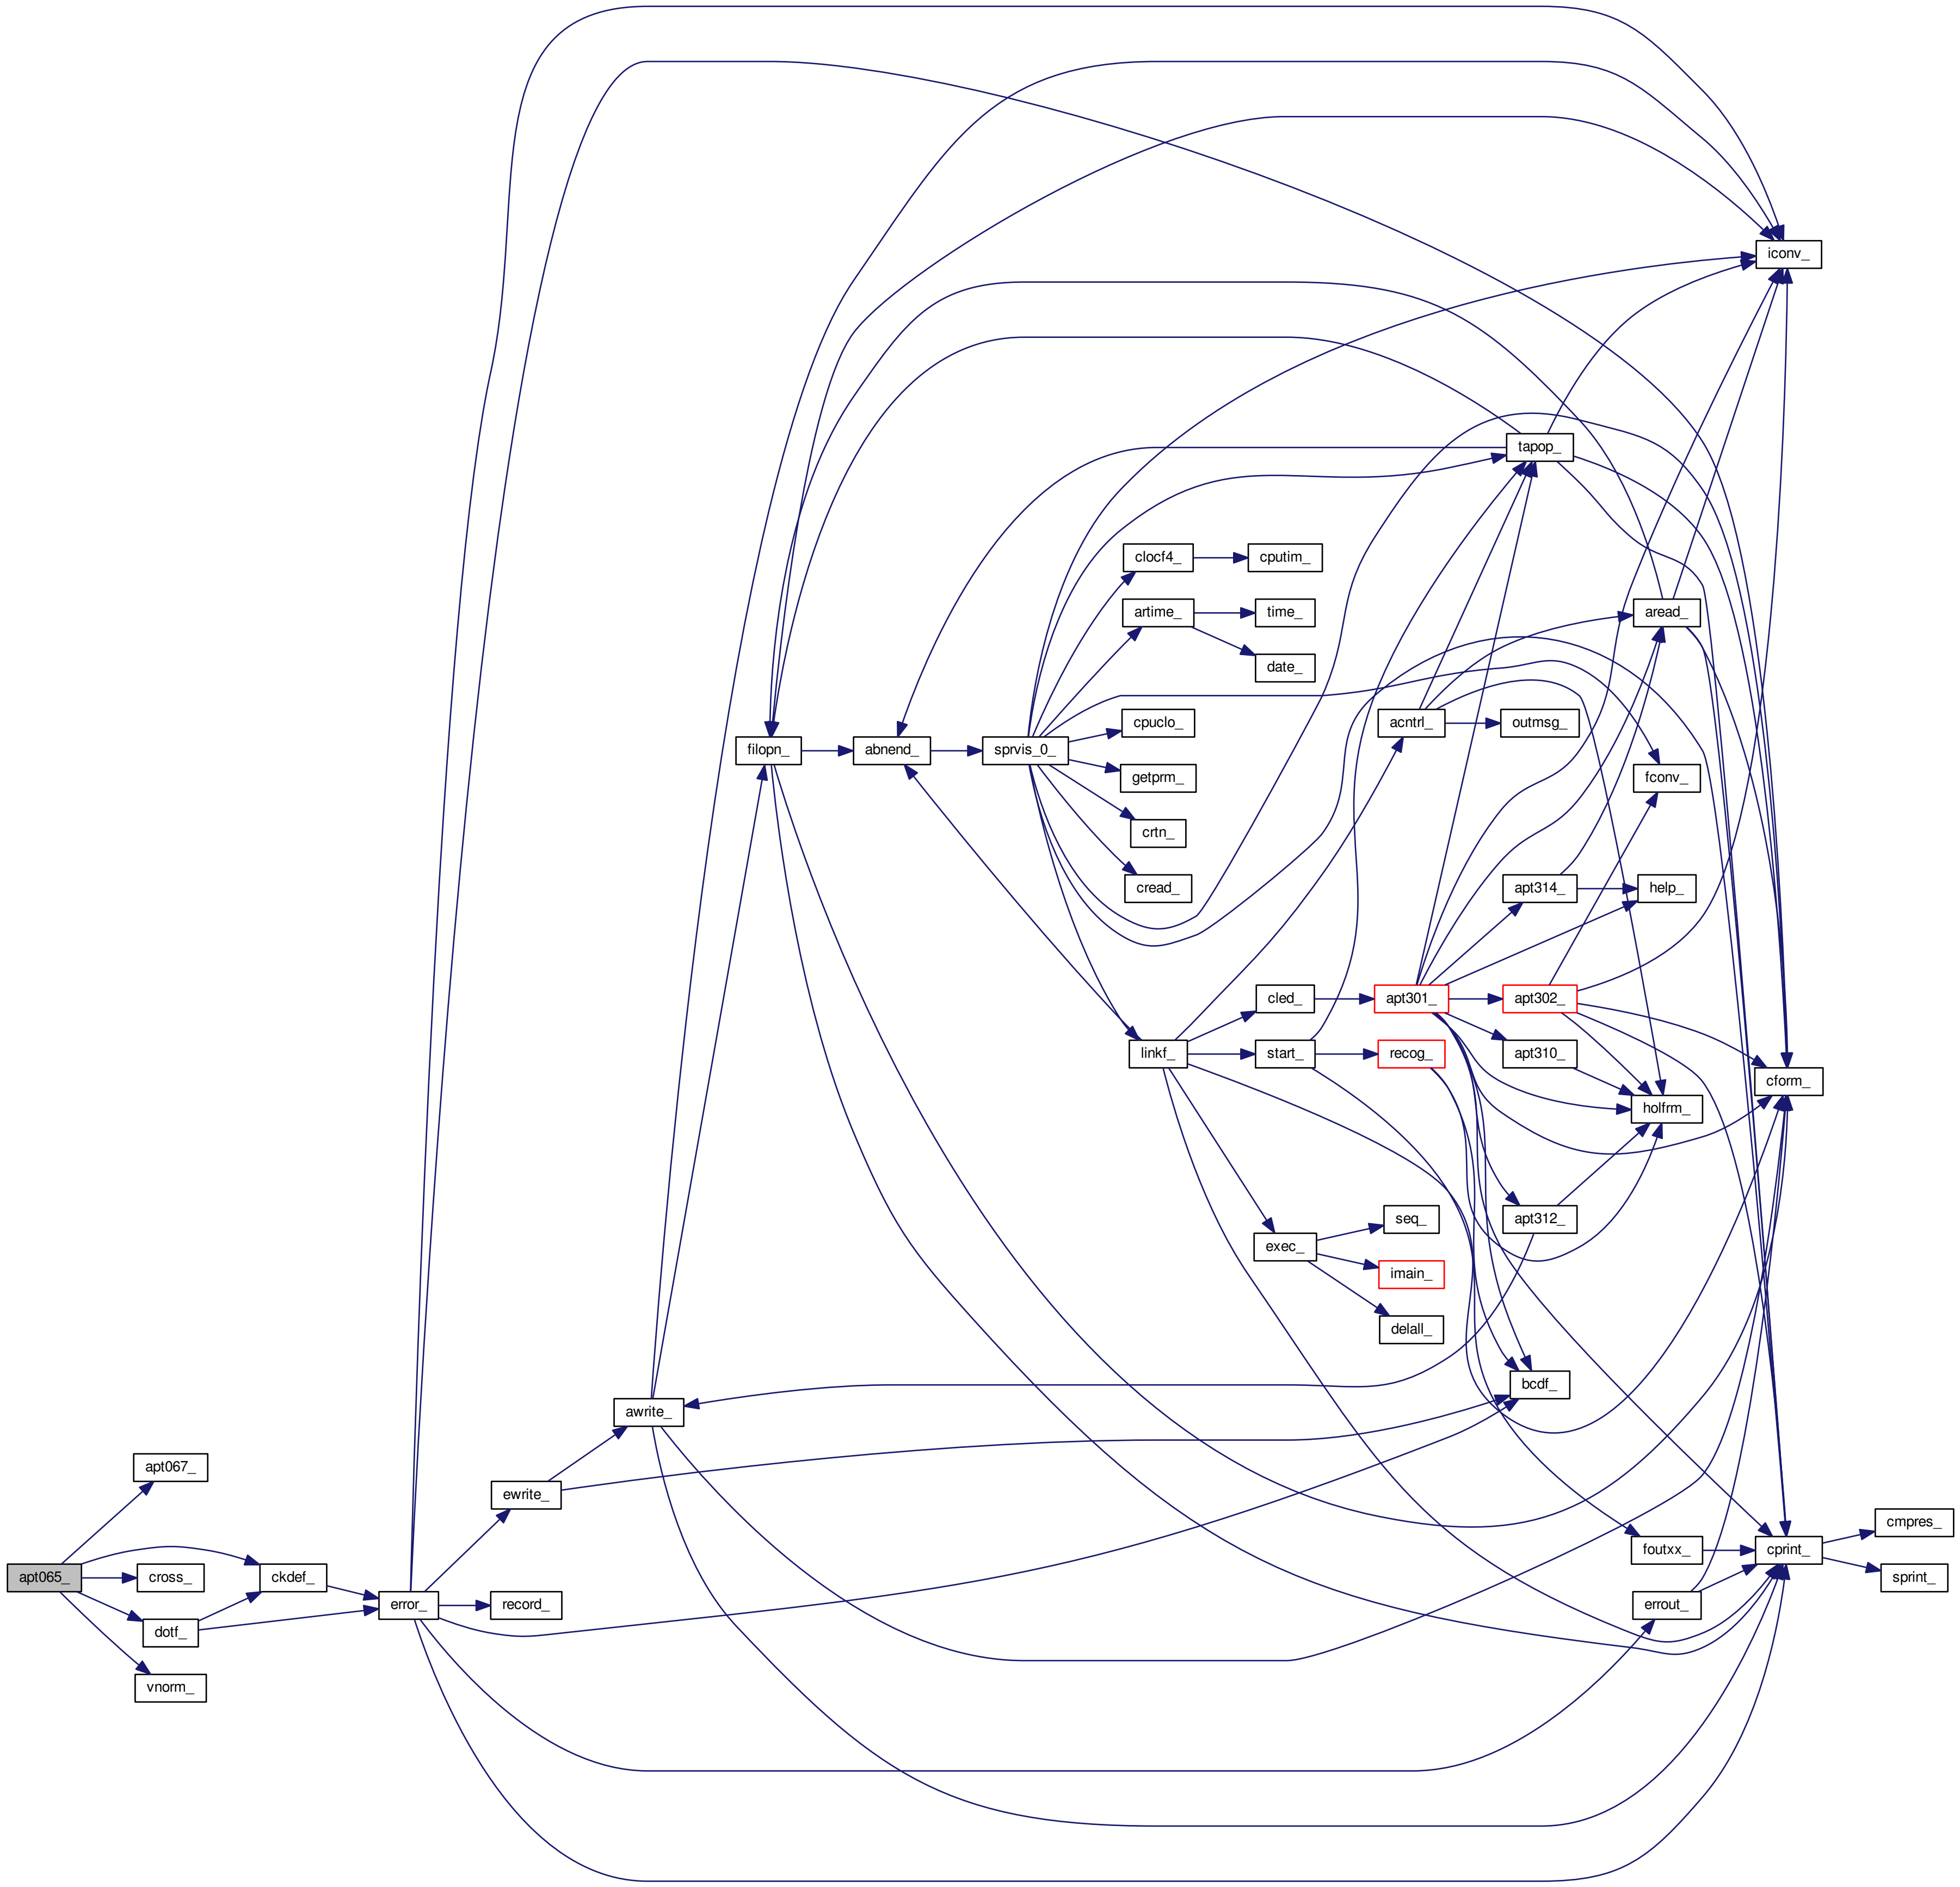 iconv_
tapop_
clocf4_
cputim_
artime_
time_
aread_
date_
cpuclo_
acntrl_
outmsg_
filopn_
abnend_
sprvis_0_
getprm_
fconv_
crtn_
cread_
apt314_
help_
cled_
apt301_
apt302_
linkf_
start_
recog_
apt310_
cform_
holfrm_
seq_
apt312_
exec_
imain_
delall_
bcdf_
awrite_
apt067_
ewrite_
cmpres_
foutxx_
cprint_
apt065_
cross_
ckdef_
sprint_
error_
record_
errout_
dotf_
vnorm_